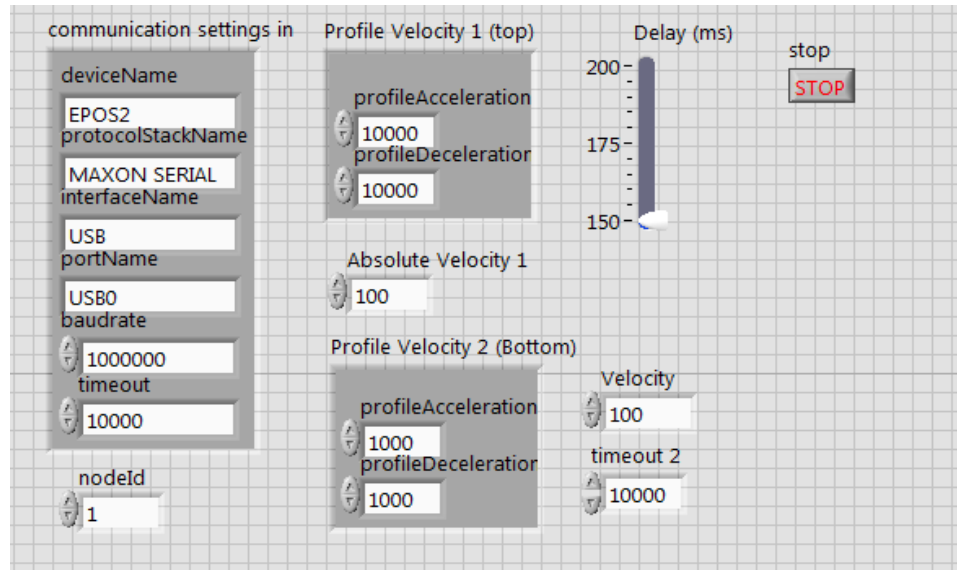 communication settings in
deviceName
EPOS2
protocolStackName
MAXON SERIAL
interfaceName
USB
portName
USB0
baudrate
1000000
timeout
10000
nodeId
1
Profile Velocity 1 (top)
profileAcceleration
10000
profileDeceleration
10000
Absolute Velocity 1
100
Profile Velocity 2 (Bottom)
profileAcceleration
1000
profileDeceleration
1000
Delay (ms)
200
175
150
Velocity
100
timeout 2
10000
stop
STOP